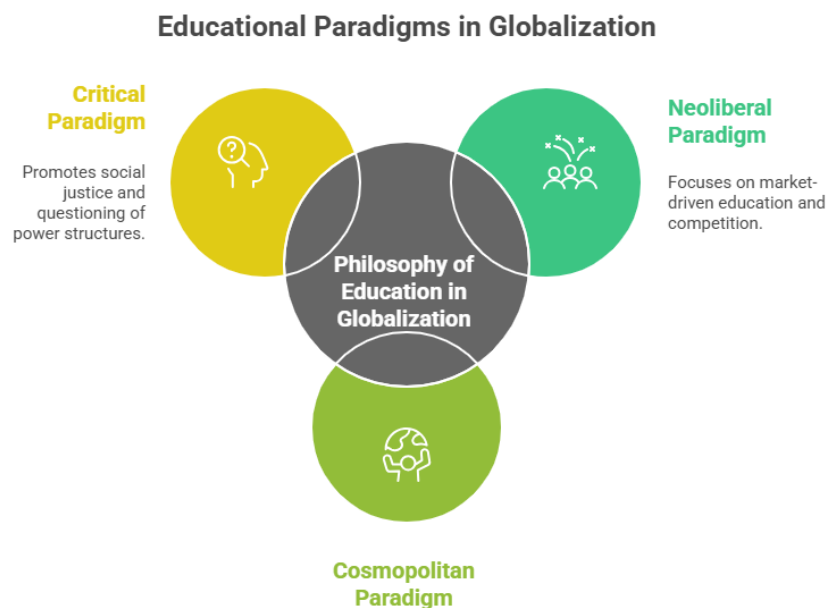 Educational Paradigms in Globalization
Critical
Paradigm
Promotes social
justice and
questioning of
power structures.
Neoliberal
Paradigm
Focuses on market-
driven education and
competition.
Philosophy of
Education in
Globalization
Cosmopolitan
Paradigm